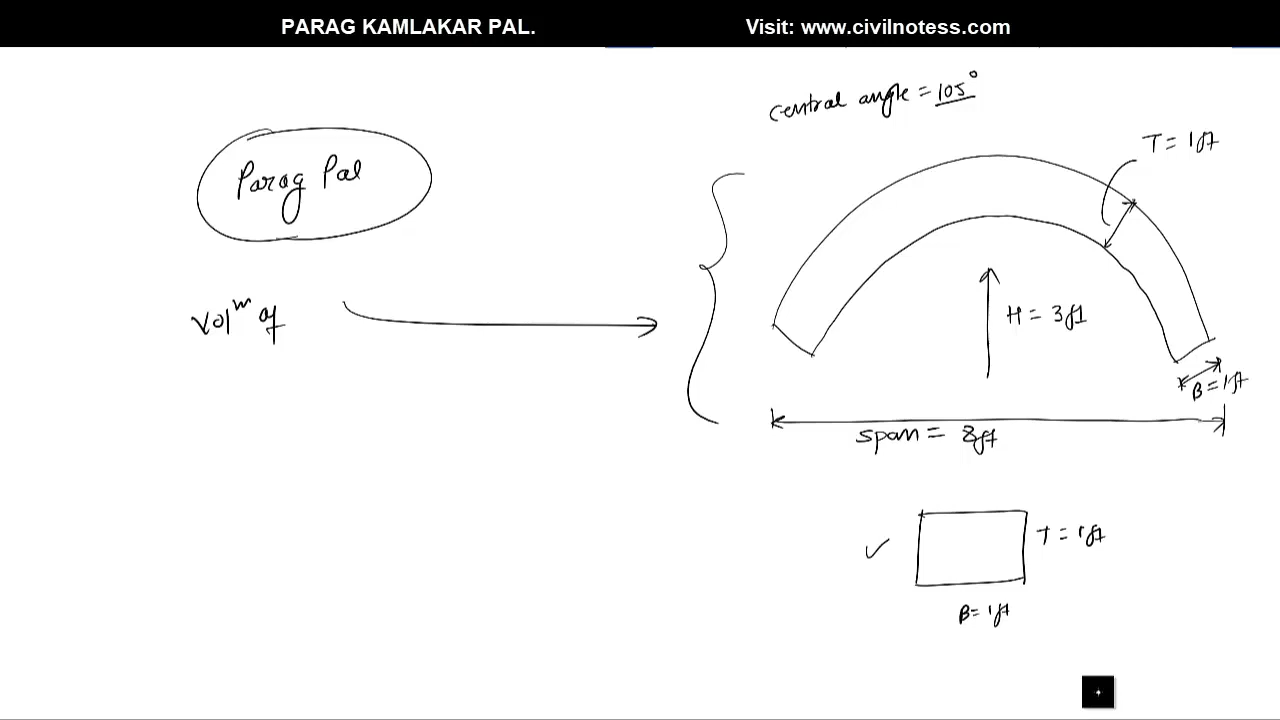 PARAG KAMLAKAR PAL.
Visit: www.civilnotess.com
central angle = 105°
T = 1ft
Parag Pal
Volm of
H = 3ft
B = 1ft
span = 8ft
T = 1ft
B = 1ft